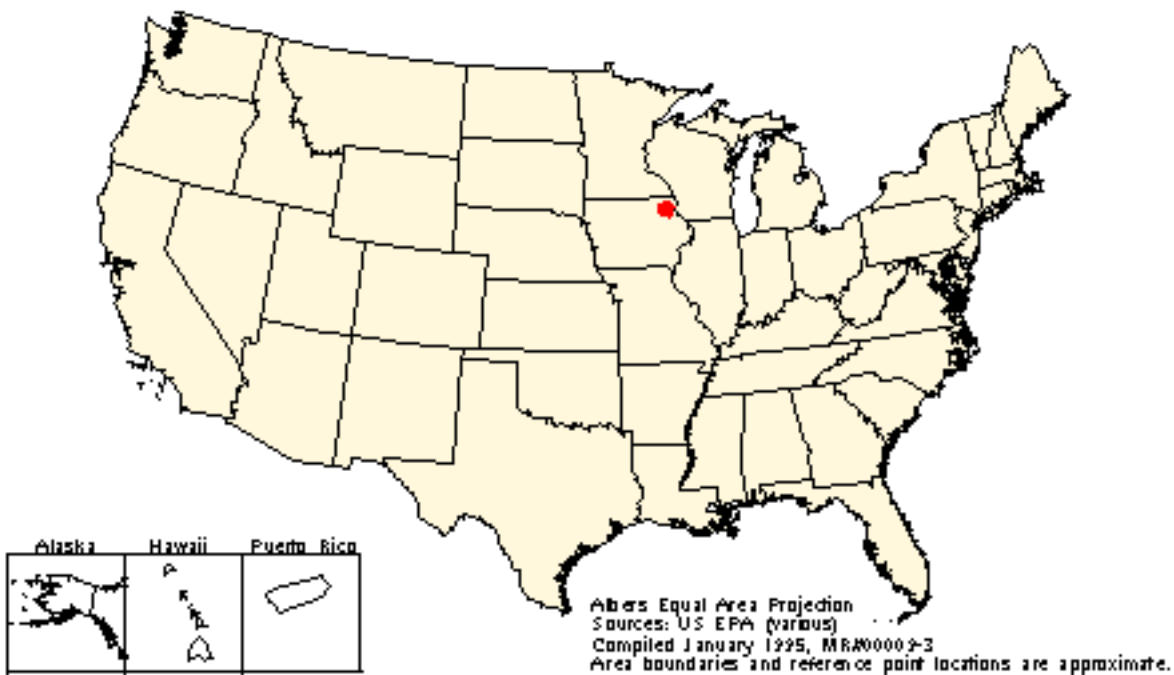 Alaska Hawaii Puerto Rico
Albers Equal Area Projection
Sources: US EPA (various)
Compiled January 1995, MR#00009-3
Area boundaries and reference point locations are approximate.